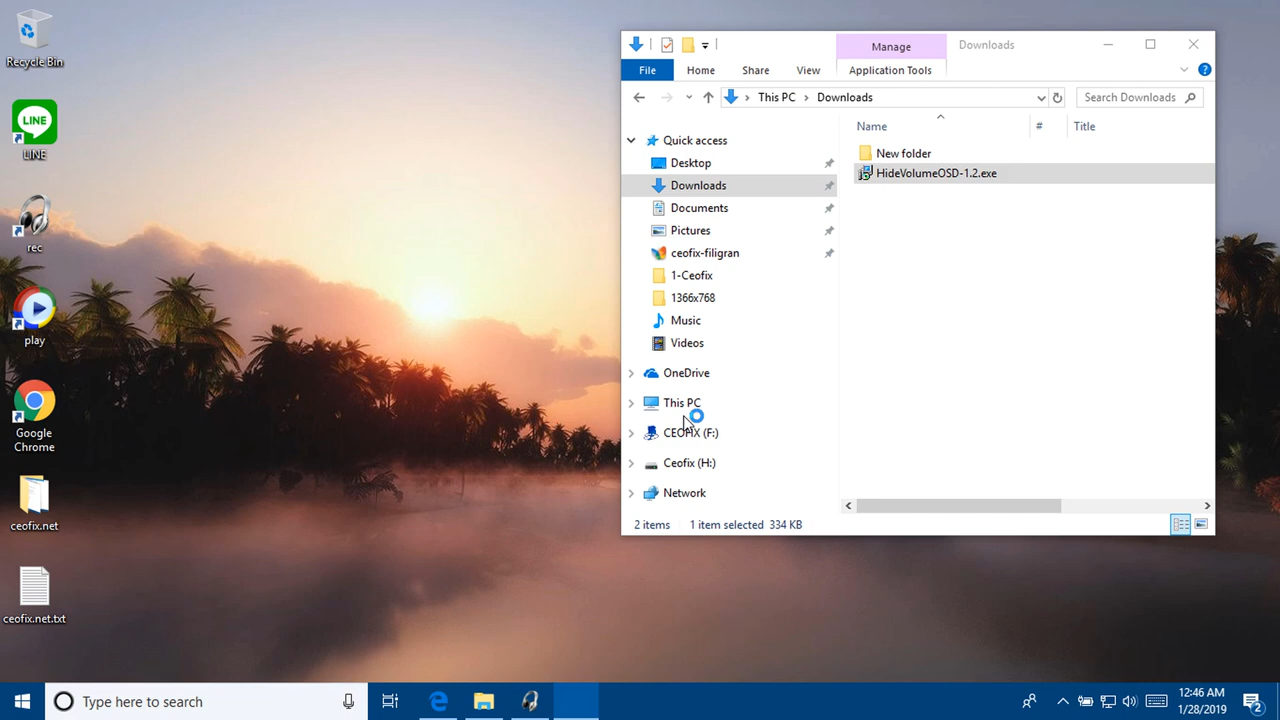 Recycle Bin
LINE
LINE
rec
play
Google
Chrome
ceofix.net
ceofix.net.txt
Manage
Downloads
File
Home
Share
View
Application Tools
This PC
Downloads
Search Downloads
Name
#
Title
Quick access
Desktop
Downloads
Documents
Pictures
ceofix-filigran
1-Ceofix
1366x768
Music
Videos
OneDrive
This PC
CEOFIX (F:)
Ceofix (H:)
Network
New folder
HideVolumeOSD-1.2.exe
2 items
1 item selected 334 KB
Type here to search
12:46 AM
1/28/2019
2